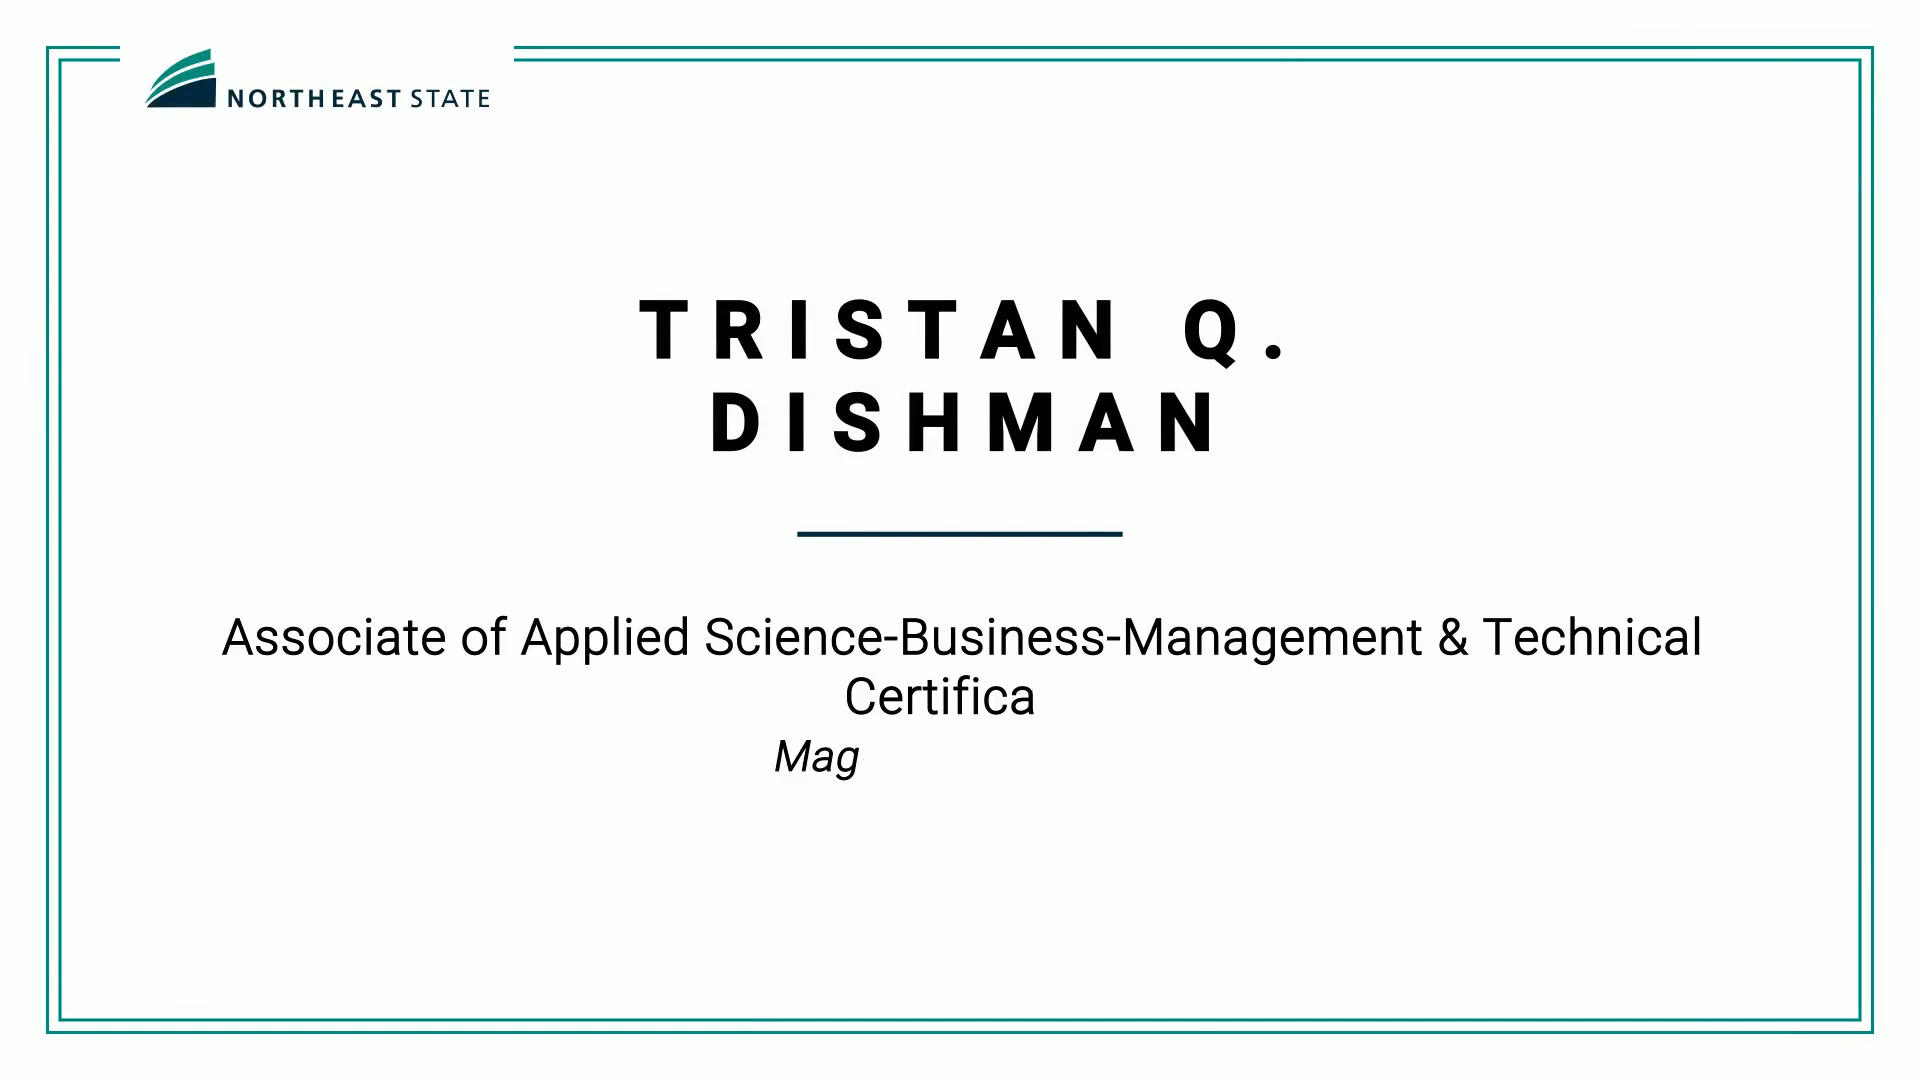 NORTHEAST STATE
TRISTAN Q.
DISHMAN
Associate of Applied Science-Business-Management & Technical
Certifica
Mag